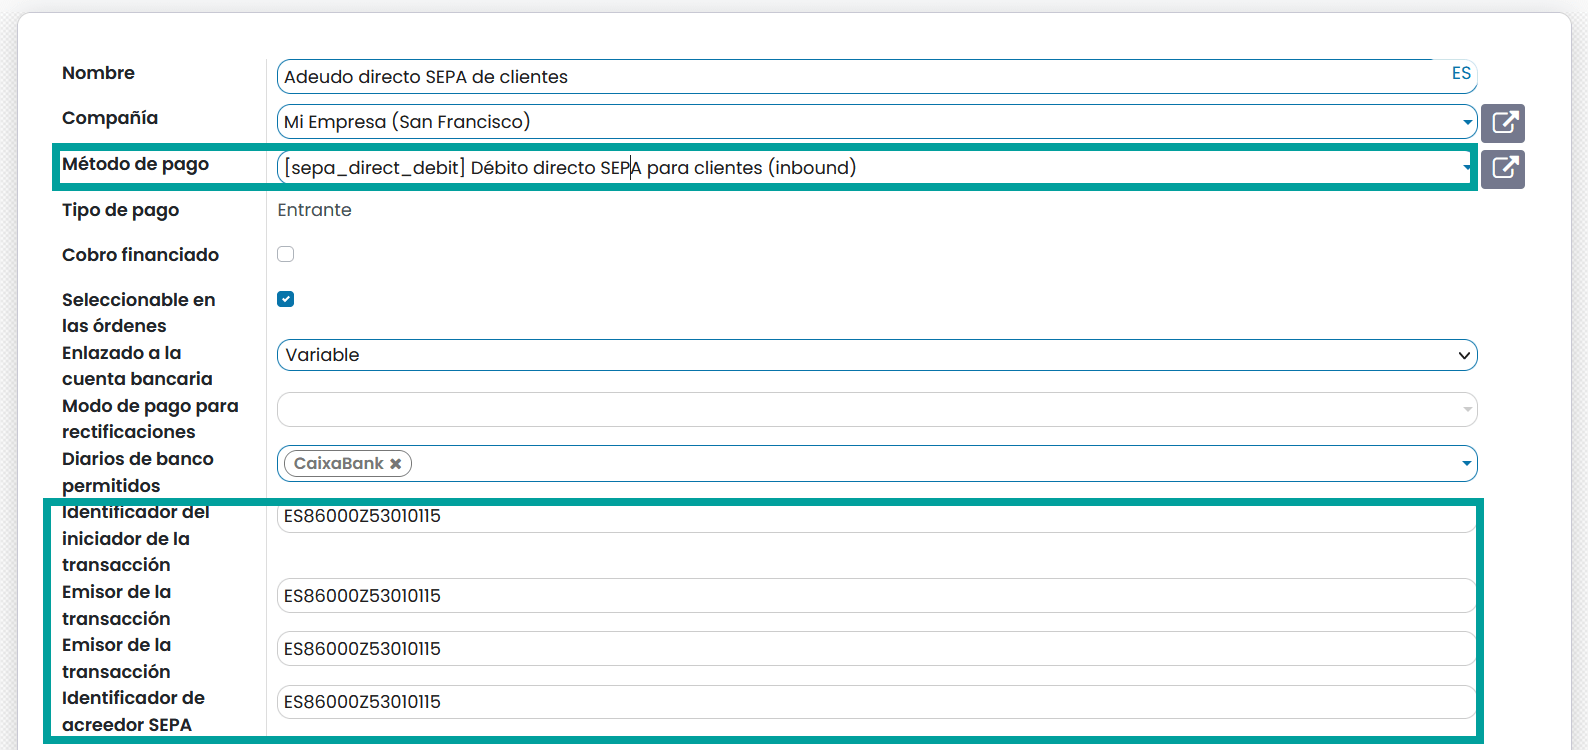 Nombre
Adeudo directo SEPA de clientes
ES
Compañía
Mi Empresa (San Francisco)
Método de pago
[sepa_direct_debit] Débito directo SEPA para clientes (inbound)
Tipo de pago
Entrante
Cobro financiado
Seleccionable en
las órdenes
Enlazado a la
cuenta bancaria
Variable
Modo de pago para
rectificaciones
Diarios de banco
permitidos
CaixaBank
Identificador del
iniciador de la
transacción
ES86000Z53010115
Emisor de la
transacción
ES86000Z53010115
Emisor de la
transacción
ES86000Z53010115
Identificador de
acreedor SEPA
ES86000Z53010115